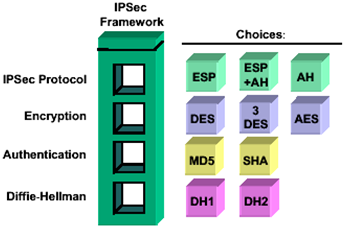 IPSec
Framework
Choices:
IPSec Protocol
ESP
ESP
+AH
AH
Encryption
DES
3
DES
AES
Authentication
MD5
SHA
Diffie-Hellman
DH1
DH2